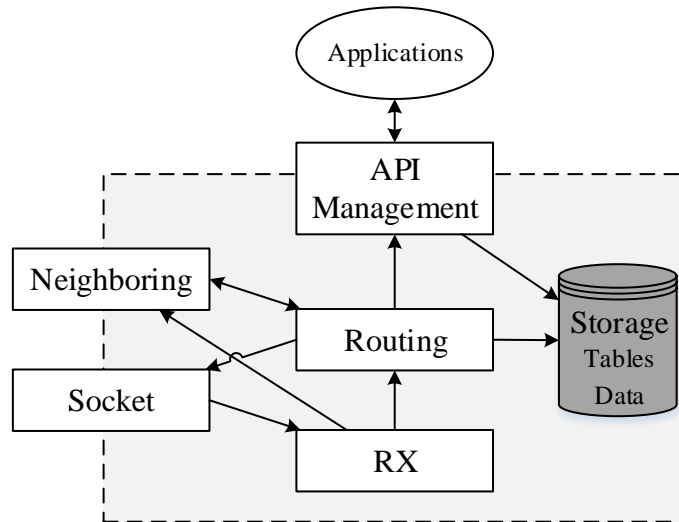 Applications
API
Management
Neighboring
Routing
Storage
Tables
Data
Socket
RX